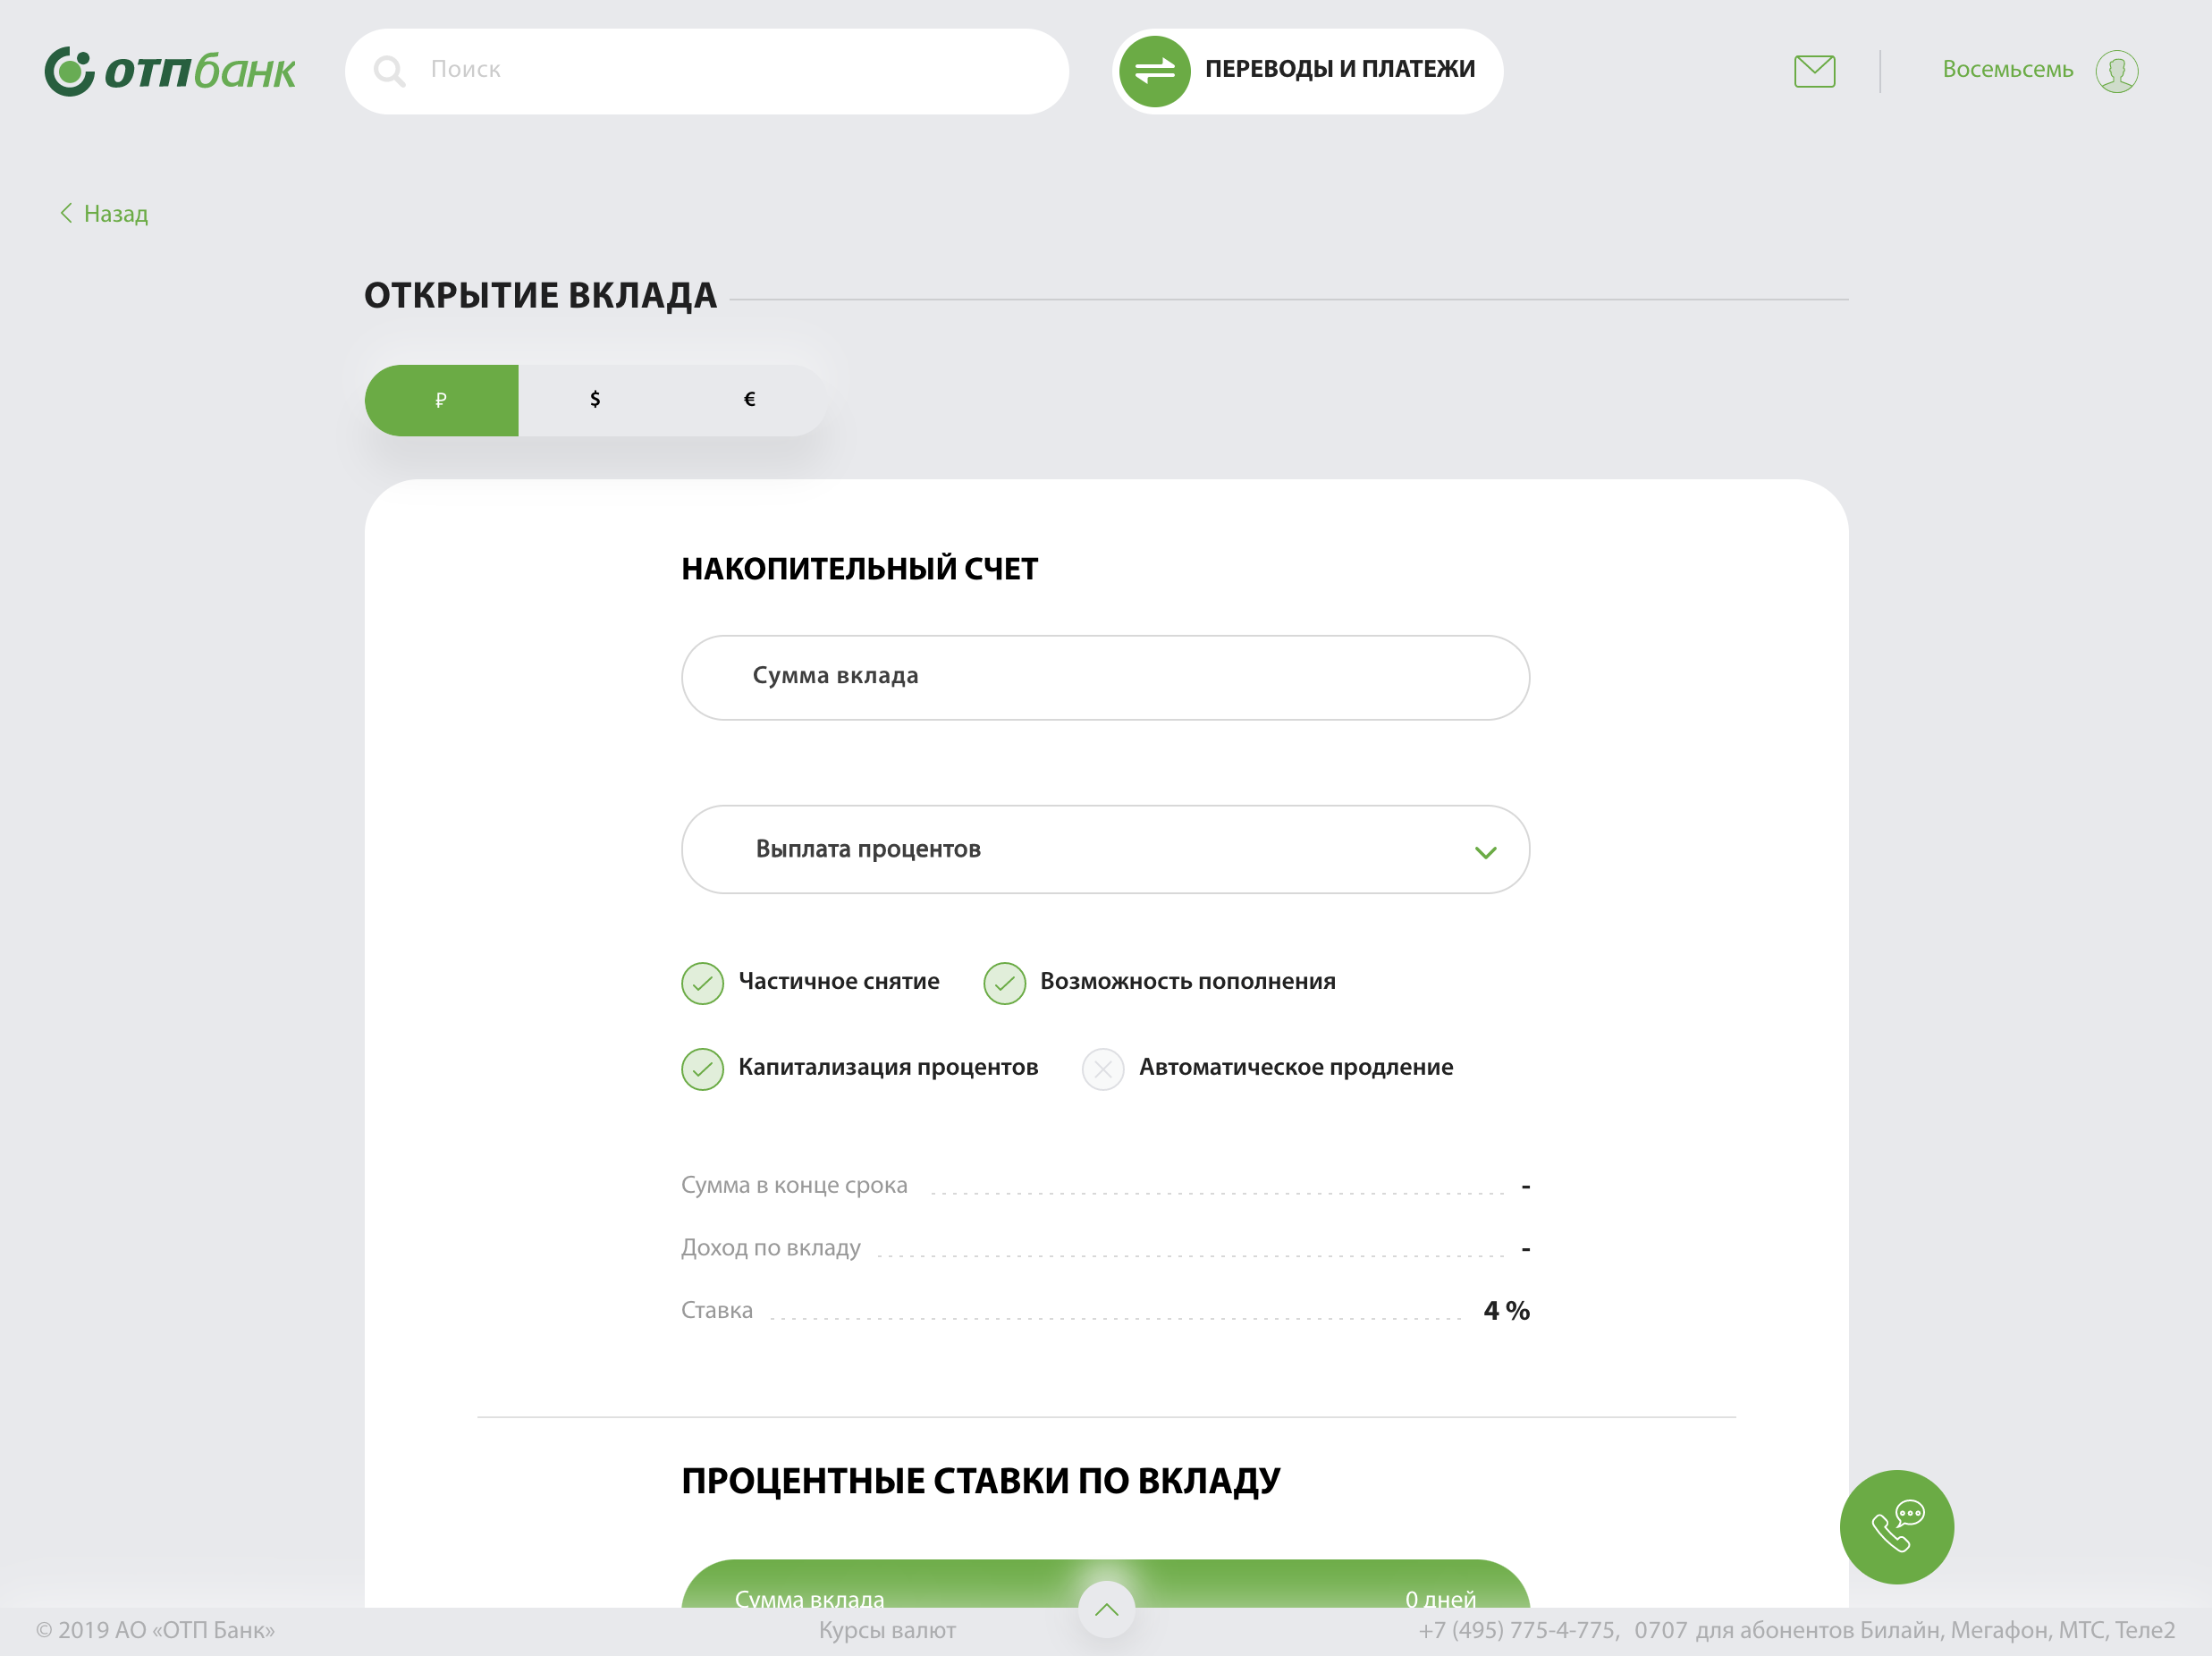 отпбанк
Поиск
ПЕРЕВОДЫ И ПЛАТЕЖИ
Восемьсемь
Назад
ОТКРЫТИЕ ВКЛАДА
₽ $ €
НАКОПИТЕЛЬНЫЙ СЧЕТ
Сумма вклада
Выплата процентов
Частичное снятие Возможность пополнения
Капитализация процентов Автоматическое продление
Сумма в конце срока -
Доход по вкладу -
Ставка 4 %
ПРОЦЕНТНЫЕ СТАВКИ ПО ВКЛАДУ
Сумма вклада 0 дней
© 2019 АО «ОТП Банк» Курсы валют +7 (495) 775-4-775, 0707 для абонентов Билайн, Мегафон, МТС, Теле2